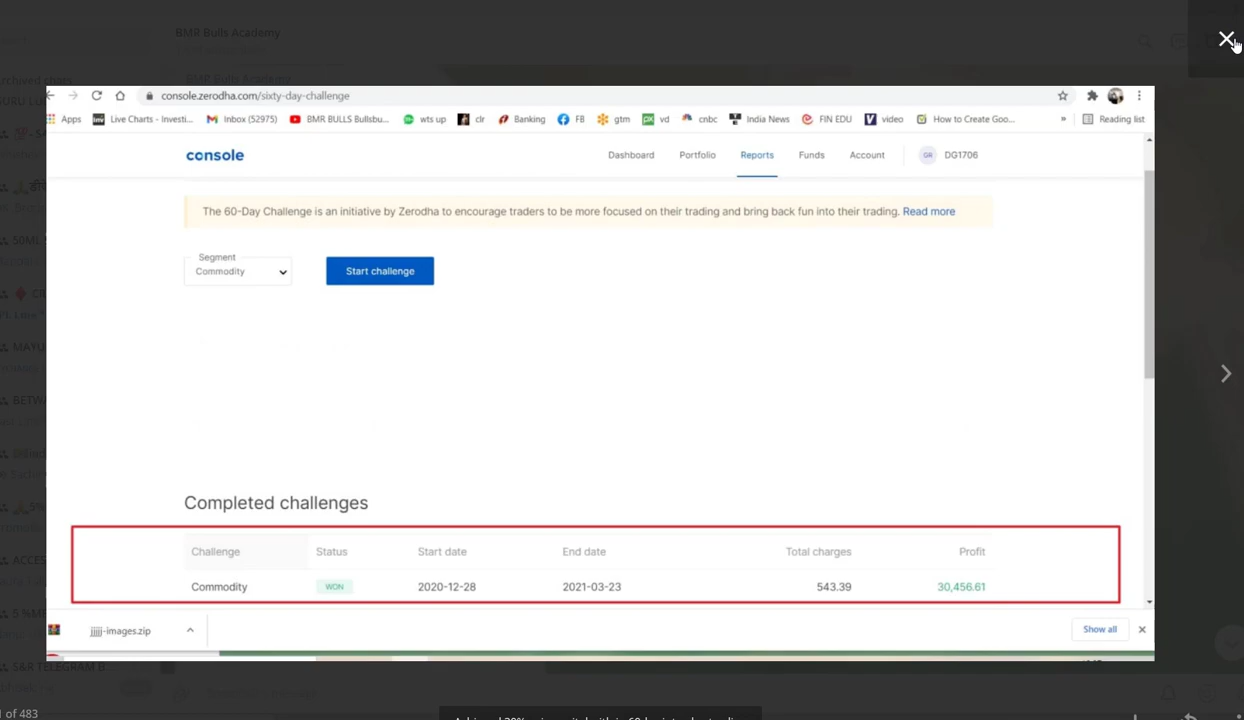 BMR Bulls Academy
BMR Bulls Academy
console.zerodha.com/sixty-day-challenge
Apps Live Charts - Investi... Inbox (52975) BMR BULLS Bullsbu... wts up clr Banking FB gtm vd cnbc India News FIN EDU video How to Create Goo... » Reading list
console Dashboard Portfolio Reports Funds Account GR DG1706
The 60-Day Challenge is an initiative by Zerodha to encourage traders to be more focused on their trading and bring back fun into their trading. Read more
Segment
Commodity Start challenge
Completed challenges
Challenge Status Start date End date Total charges Profit
Commodity WON 2020-12-28 2021-03-23 543.39 30,456.61
jjjjj-images.zip Show all
of 483